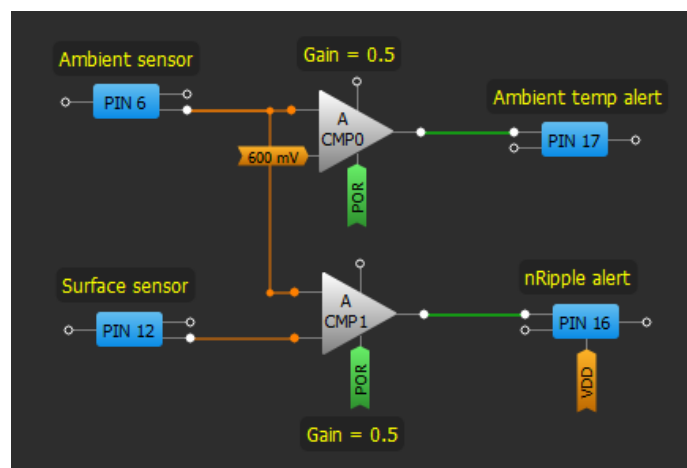 Ambient sensor
Gain = 0.5
PIN 6
A
CMP0
Ambient temp alert
PIN 17
600 mV
POR
Surface sensor
nRipple alert
PIN 12
A
CMP1
PIN 16
POR
VDD
Gain = 0.5